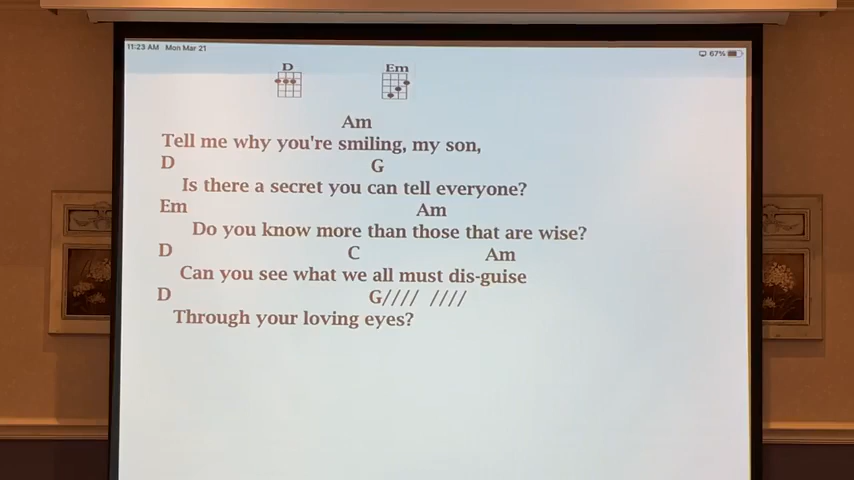 11:23 AM Mon Mar 21
67%
D Em
Am
Tell me why you're smiling, my son,
D G
Is there a secret you can tell everyone?
Em Am
Do you know more than those that are wise?
D C Am
Can you see what we all must dis-guise
D G//// ////
Through your loving eyes?